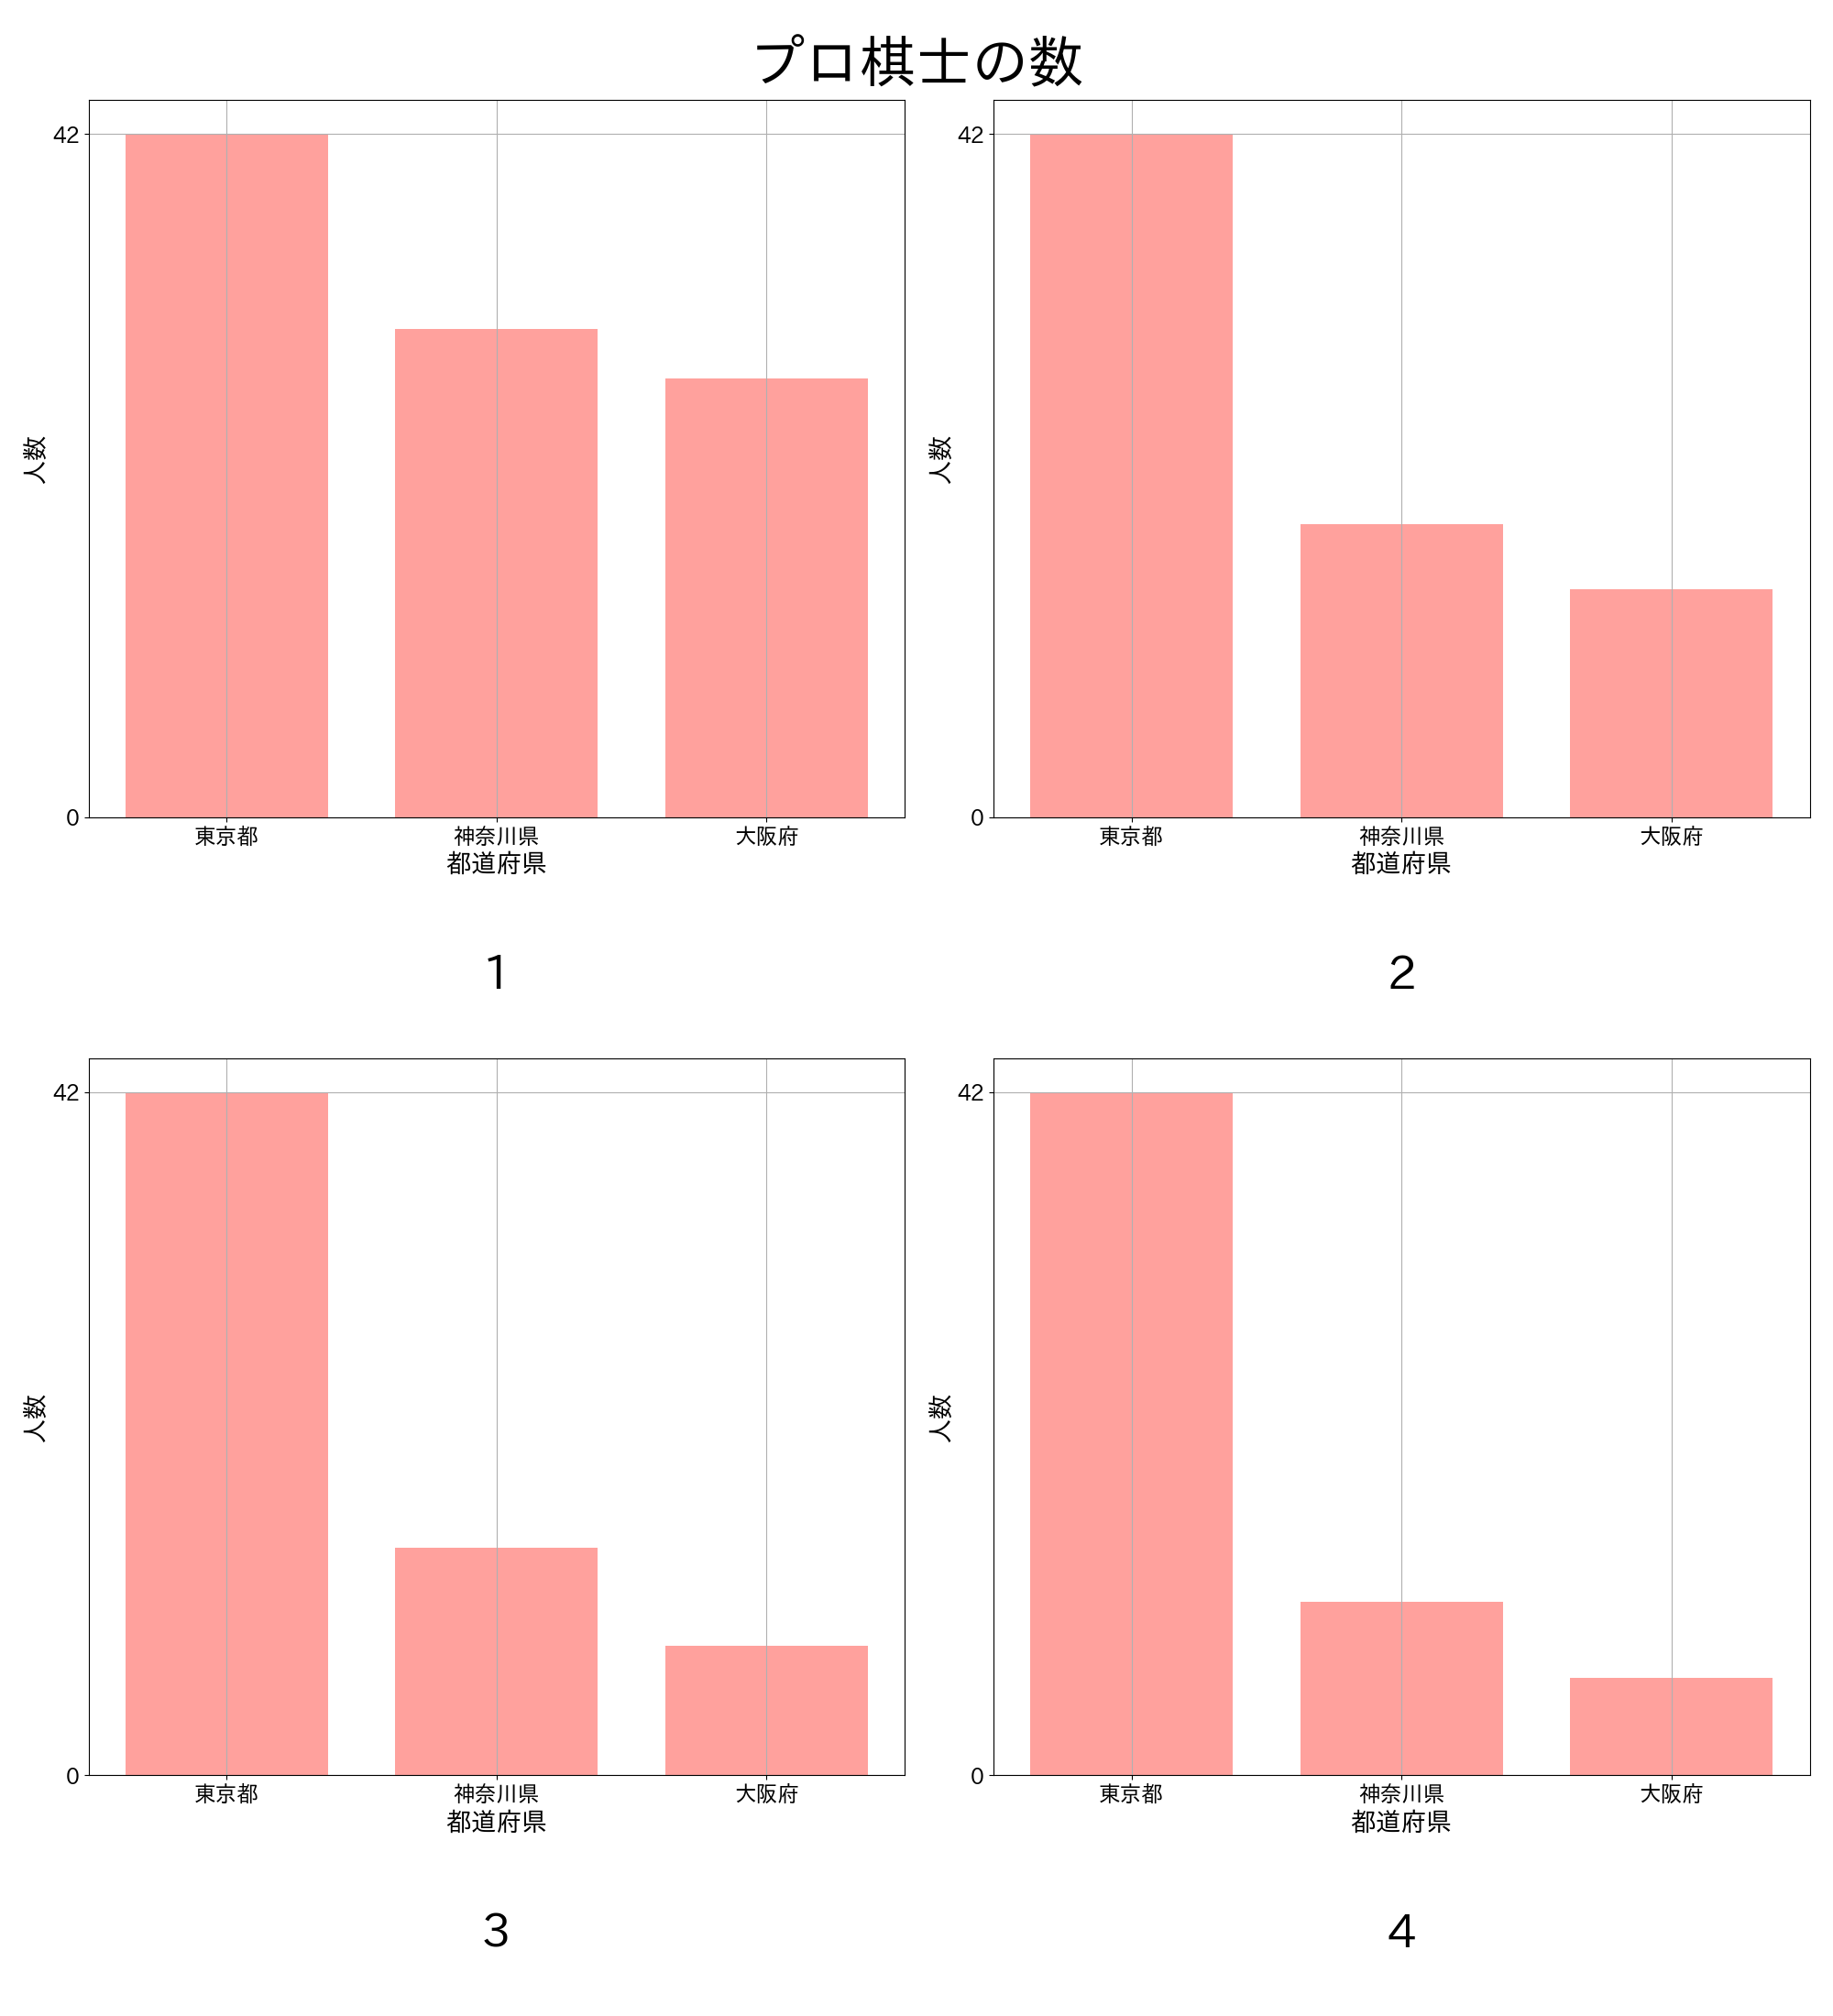 プロ棋士の数
42
0
人数
東京都 神奈川県 大阪府
都道府県
1
42
0
人数
東京都 神奈川県 大阪府
都道府県
2
42
0
人数
東京都 神奈川県 大阪府
都道府県
3
42
0
人数
東京都 神奈川県 大阪府
都道府県
4